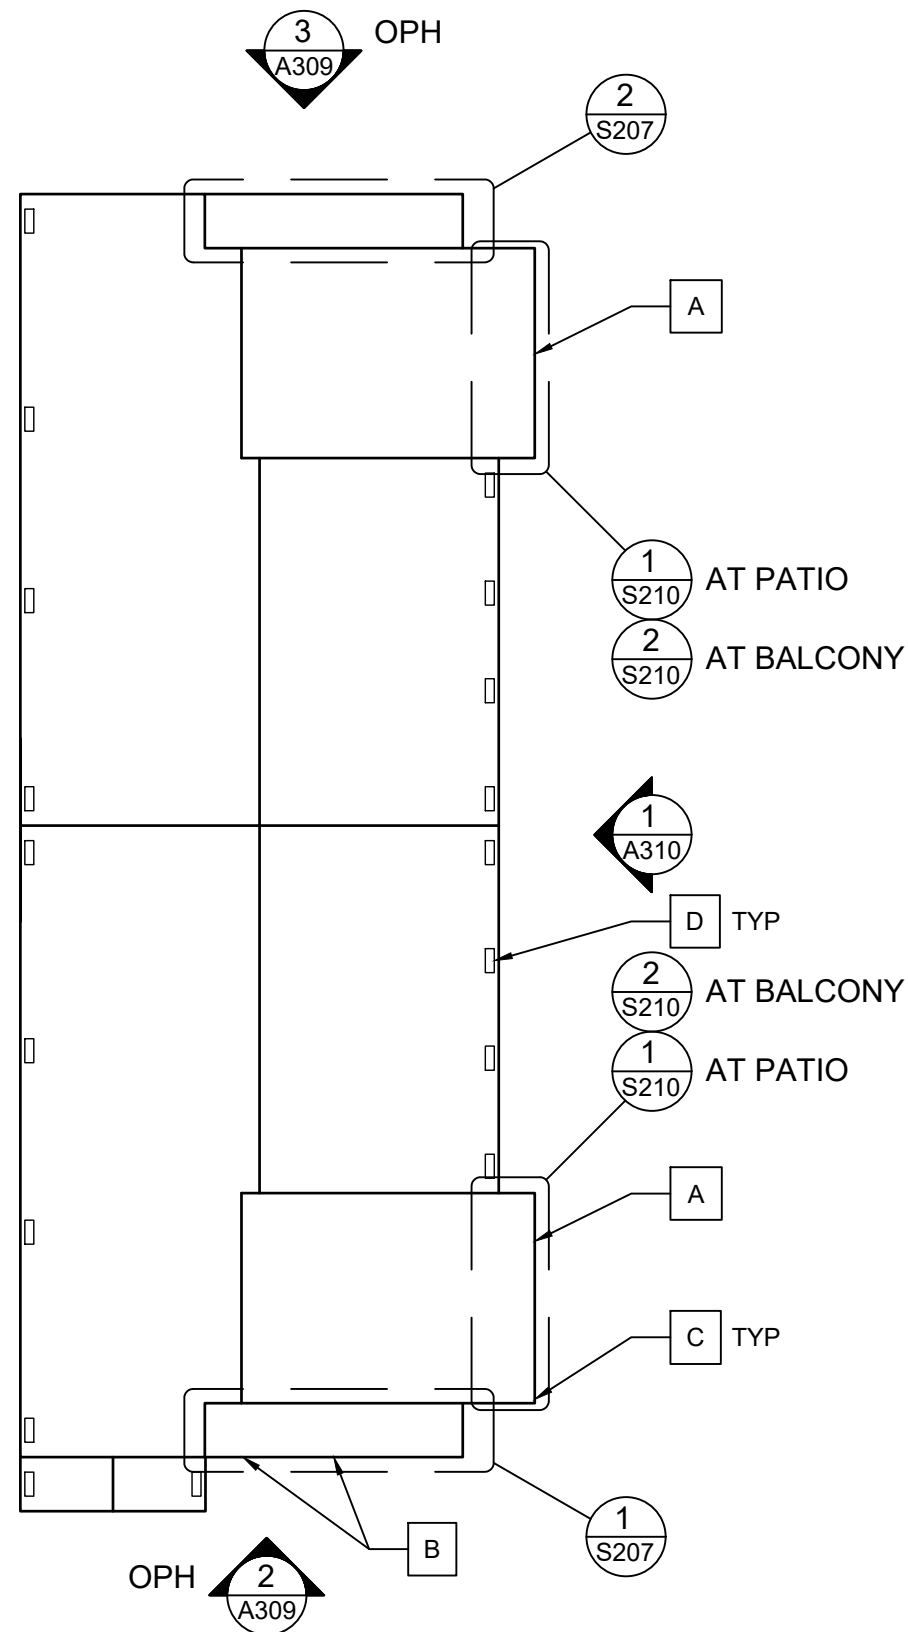 3
A309
OPH
2
S207
A
1
S210
AT PATIO
2
S210
AT BALCONY
1
A310
D TYP
2
S210
AT BALCONY
1
S210
AT PATIO
A
C TYP
1
S207
B
OPH
2
A309